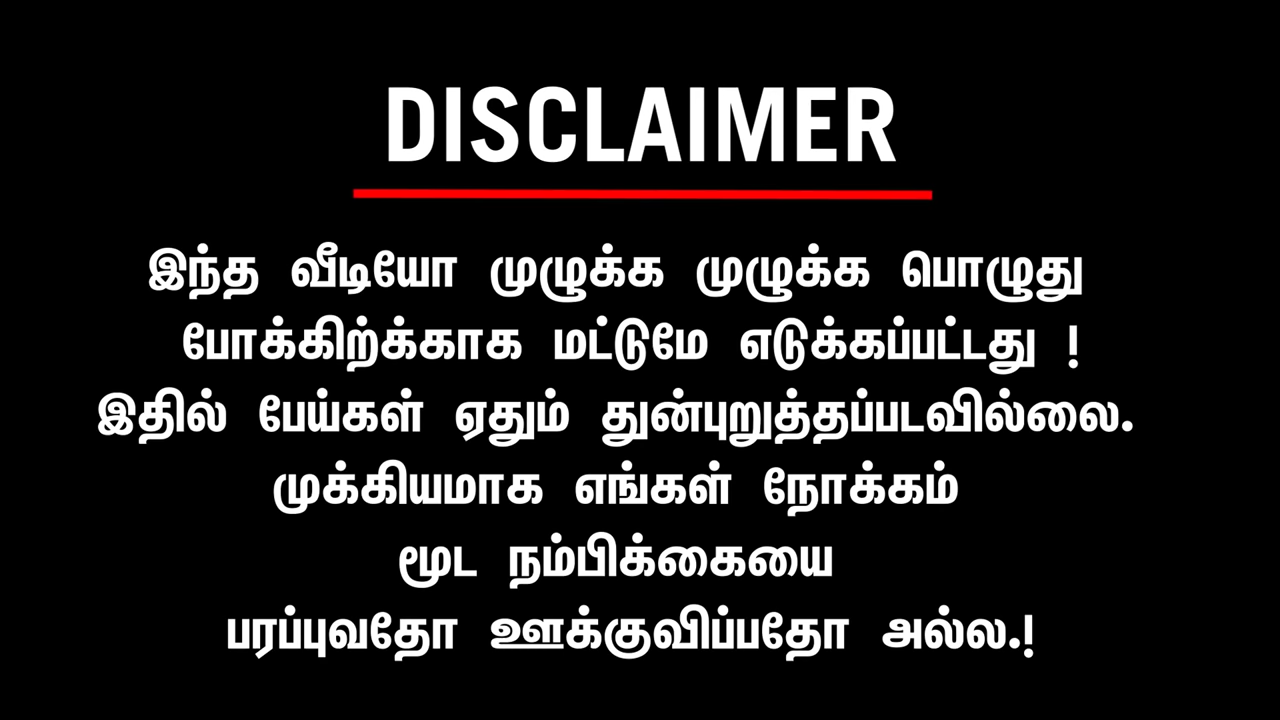 DISCLAIMER
இந்த வீடியோ முழுக்க முழுக்க பொழுது
போக்கிற்க்காக மட்டுமே எடுக்கப்பட்டது !
இதில் பேய்கள் ஏதும் துன்புறுத்தப்படவில்லை.
முக்கியமாக எங்கள் நோக்கம்
மூட நம்பிக்கையை
பரப்புவதோ ஊக்குவிப்பதோ அல்ல.!